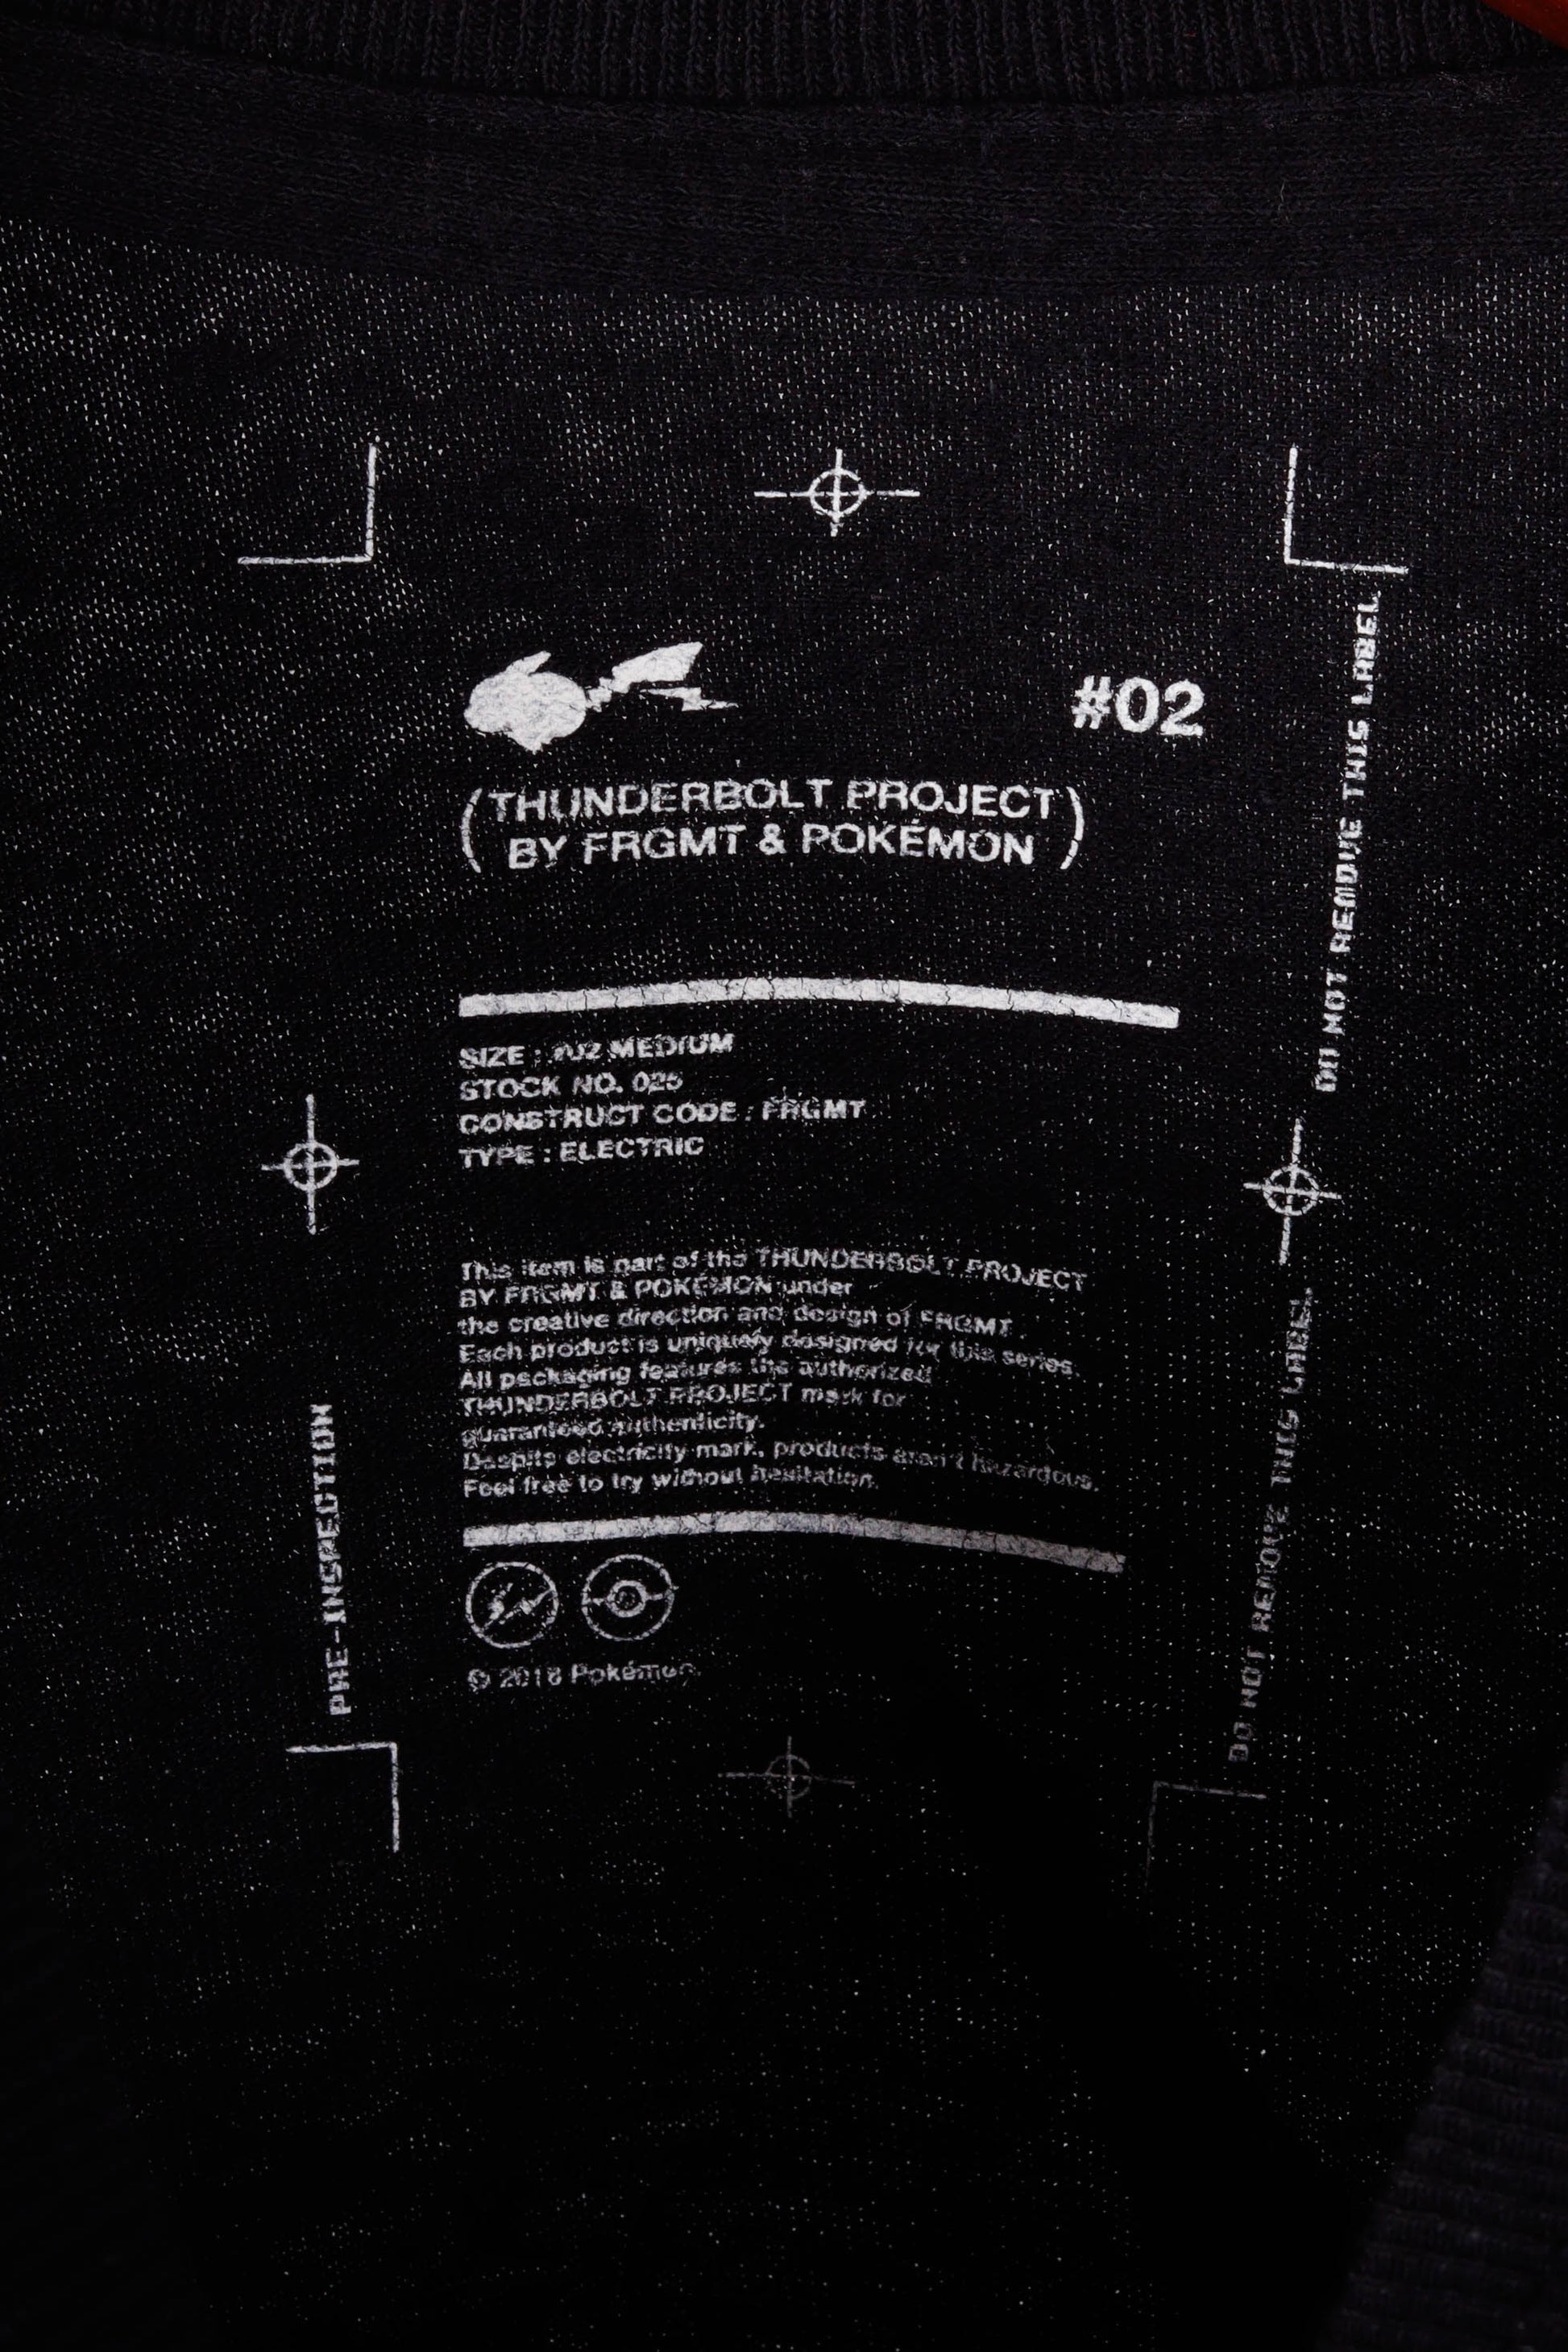 #02
(THUNDERBOLT PROJECT
BY FRGMT & POKÉMON)
SIZE : #02 MEDIUM
STOCK NO. 025
CONSTRUCT CODE : FRGMT
TYPE : ELECTRIC
This item is part of the THUNDERBOLT PROJECT
BY FRGMT & POKÉMON under
the creative direction and design of FRGMT.
Each product is uniquely designed for this series.
All packaging features the authorized
THUNDERBOLT PROJECT mark for
guaranteed authenticity.
Despite electricity mark, products aren't hazardous.
Feel free to try without hesitation.
© 2018 Pokémon.
PRE-INSPECTION
DO NOT REMOVE THIS LABEL
DO NOT REMOVE THIS LABEL